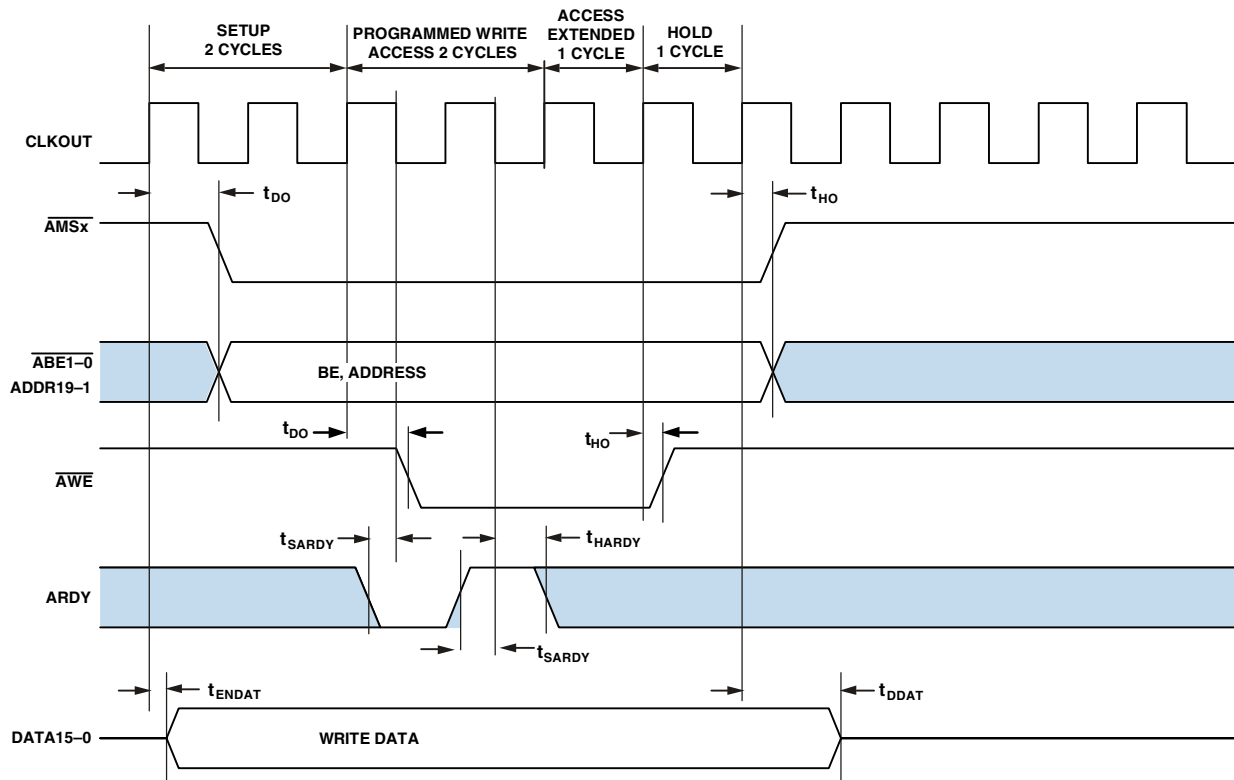 SETUP
2 CYCLES
PROGRAMMED WRITE
ACCESS 2 CYCLES
ACCESS
EXTENDED
1 CYCLE
HOLD
1 CYCLE
CLKOUT
tDO
tHO
AMSx
ABE1–0
ADDR19–1
BE, ADDRESS
tDO
tHO
AWE
tSARDY
tHARDY
ARDY
tSARDY
tENDAT
tDDAT
DATA15–0
WRITE DATA